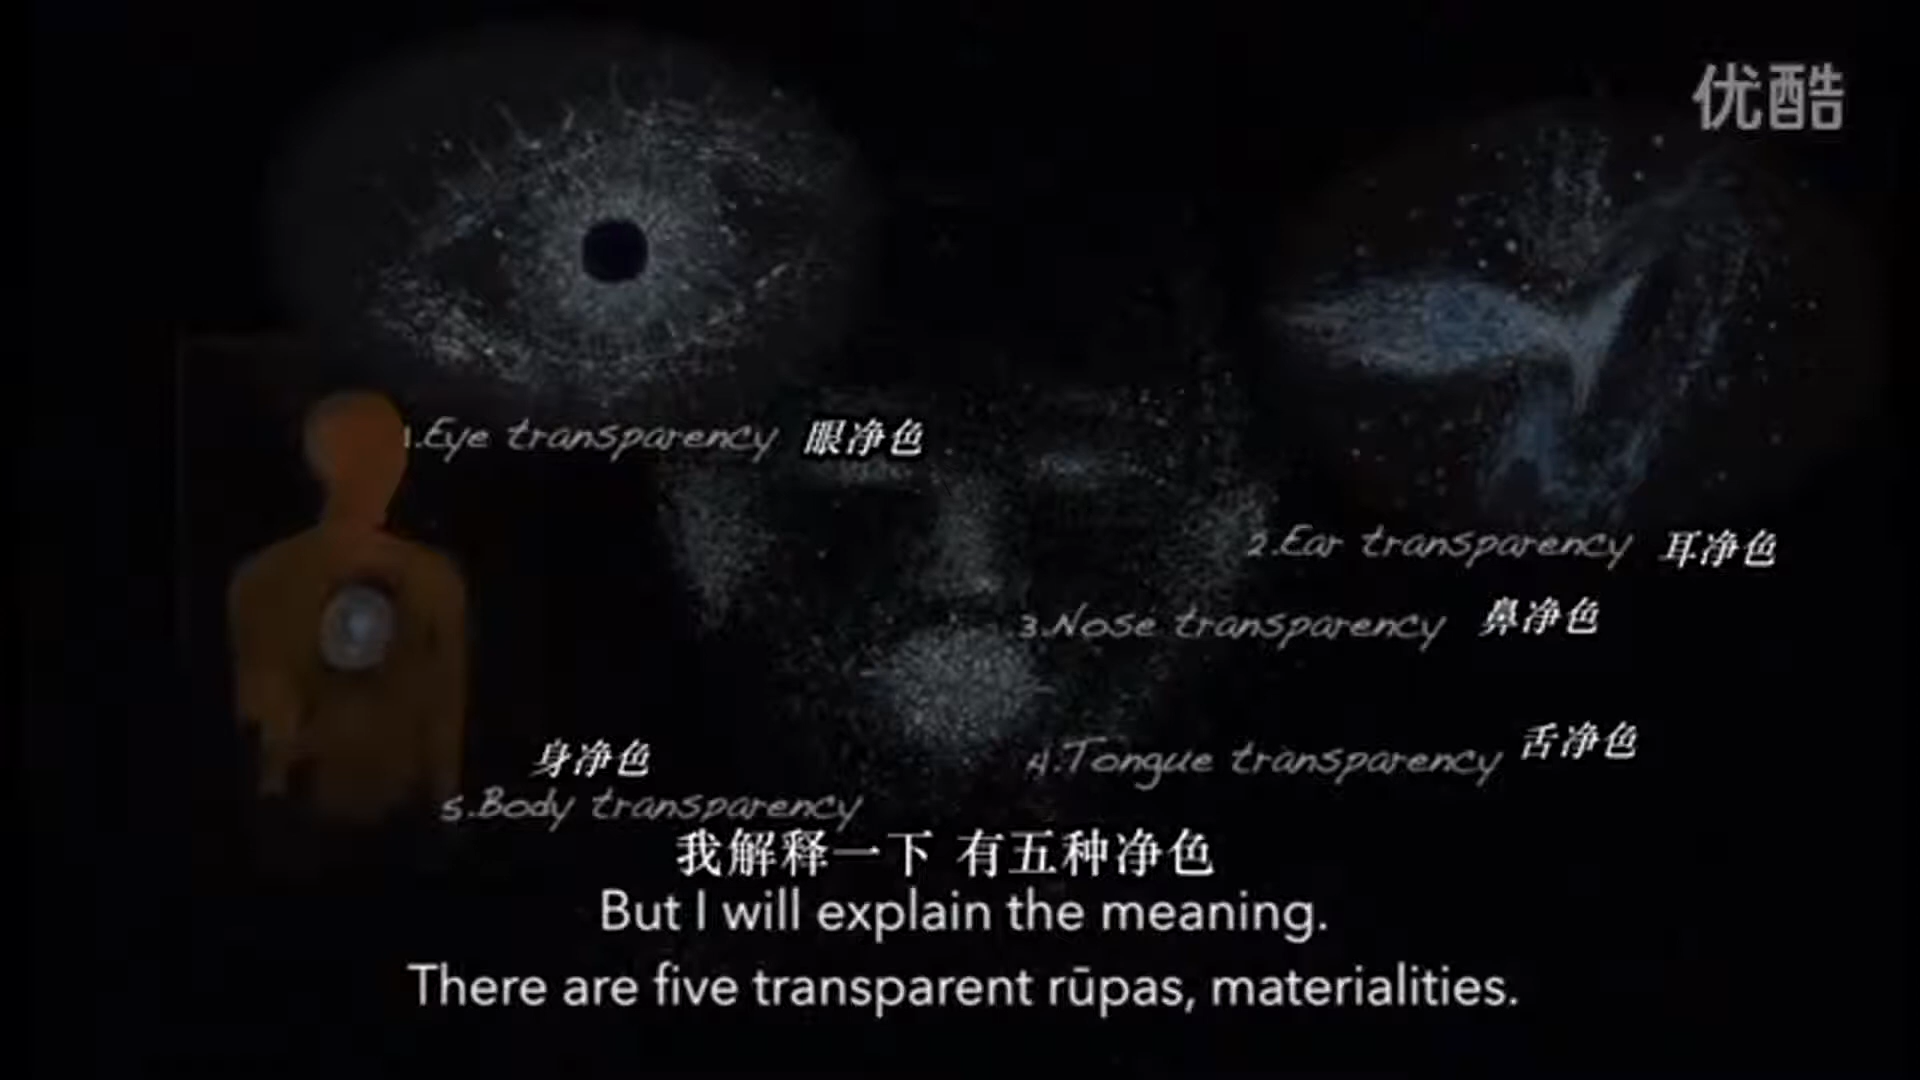 优酷
1.Eye transparency 眼净色
2.Ear transparency 耳净色
3.Nose transparency 鼻净色
4.Tongue transparency 舌净色
身净色
5.Body transparency
我解释一下 有五种净色
But I will explain the meaning.
There are five transparent rūpas, materialities.